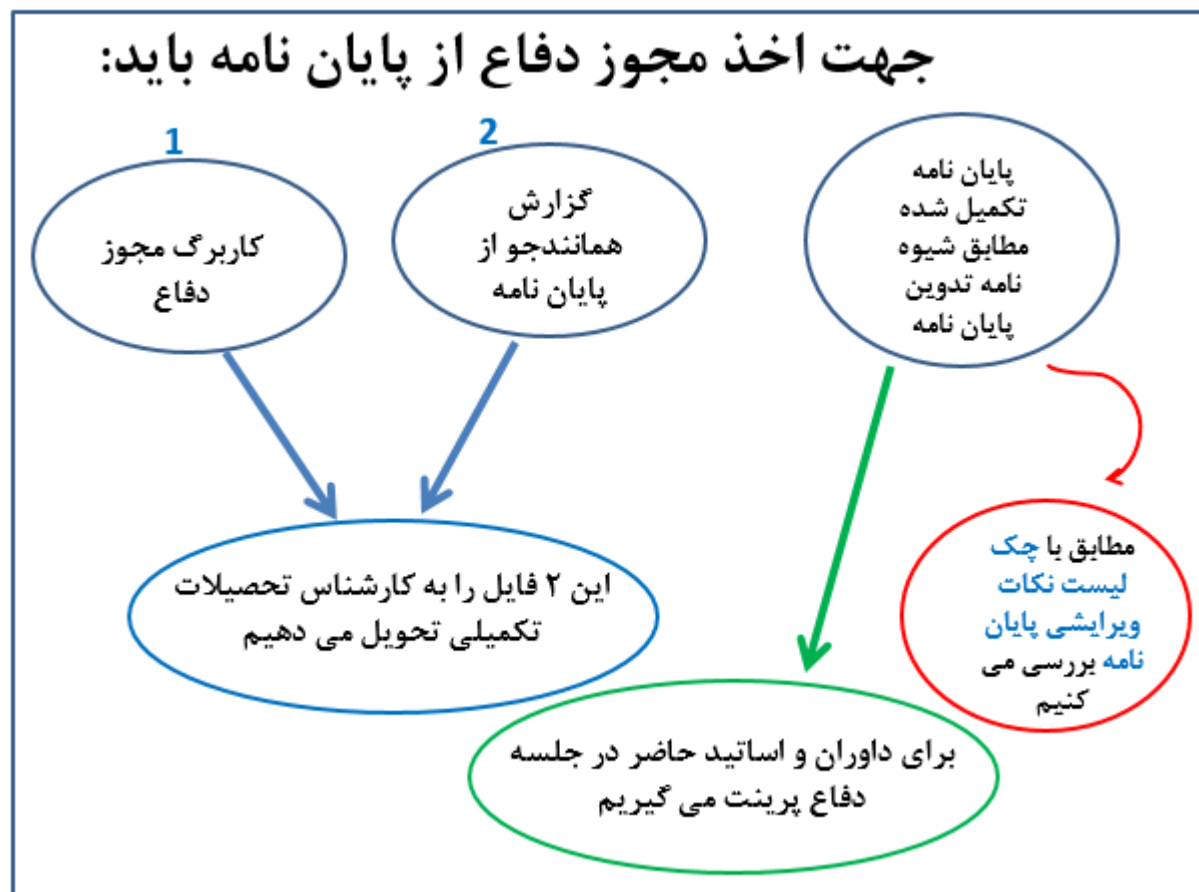 جهت اخذ مجوز دفاع از پایان نامه باید:
پایان نامه
تکمیل شده
مطابق شیوه
نامه تدوین
پایان نامه
2
گزارش
همانندجو از
پایان نامه
1
کاربرگ مجوز
دفاع
مطابق با چک
لیست نکات
ویرایشی پایان
نامه بررسی می
کنیم
این ۲ فایل را به کارشناس تحصیلات
تکمیلی تحویل می دهیم
برای داوران و اساتید حاضر در جلسه
دفاع پرینت می گیریم